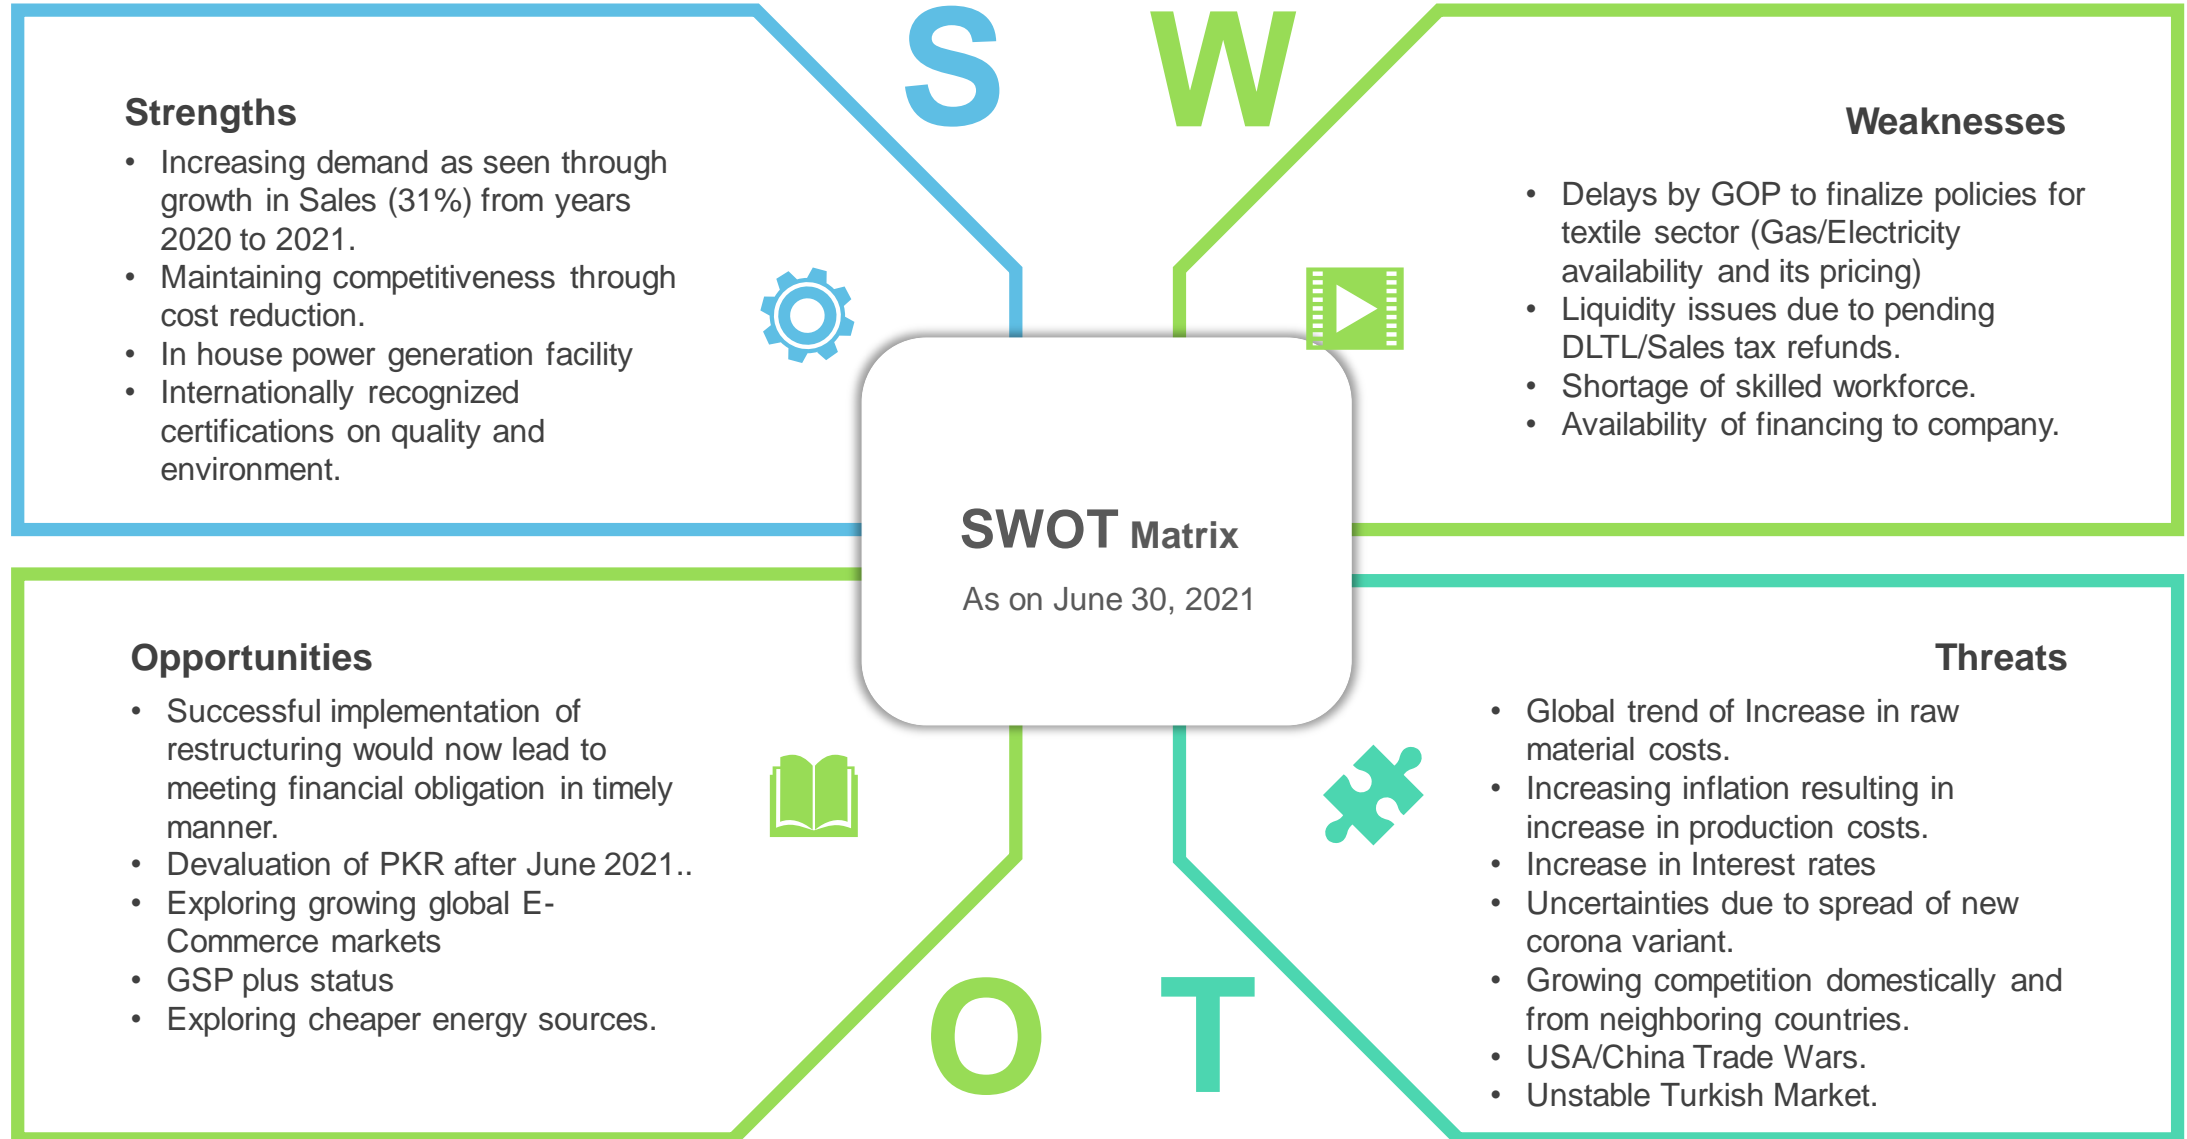 S
W
Strengths
• Increasing demand as seen through
growth in Sales (31%) from years
2020 to 2021.
• Maintaining competitiveness through
cost reduction.
• In house power generation facility
• Internationally recognized
certifications on quality and
environment.
Weaknesses
• Delays by GOP to finalize policies for
textile sector (Gas/Electricity
availability and its pricing)
• Liquidity issues due to pending
DLTL/Sales tax refunds.
• Shortage of skilled workforce.
• Availability of financing to company.
SWOT Matrix
As on June 30, 2021
Opportunities
• Successful implementation of
restructuring would now lead to
meeting financial obligation in timely
manner.
• Devaluation of PKR after June 2021..
• Exploring growing global E-
Commerce markets
• GSP plus status
• Exploring cheaper energy sources.
Threats
• Global trend of Increase in raw
material costs.
• Increasing inflation resulting in
increase in production costs.
• Increase in Interest rates
• Uncertainties due to spread of new
corona variant.
• Growing competition domestically and
from neighboring countries.
• USA/China Trade Wars.
• Unstable Turkish Market.
O
T